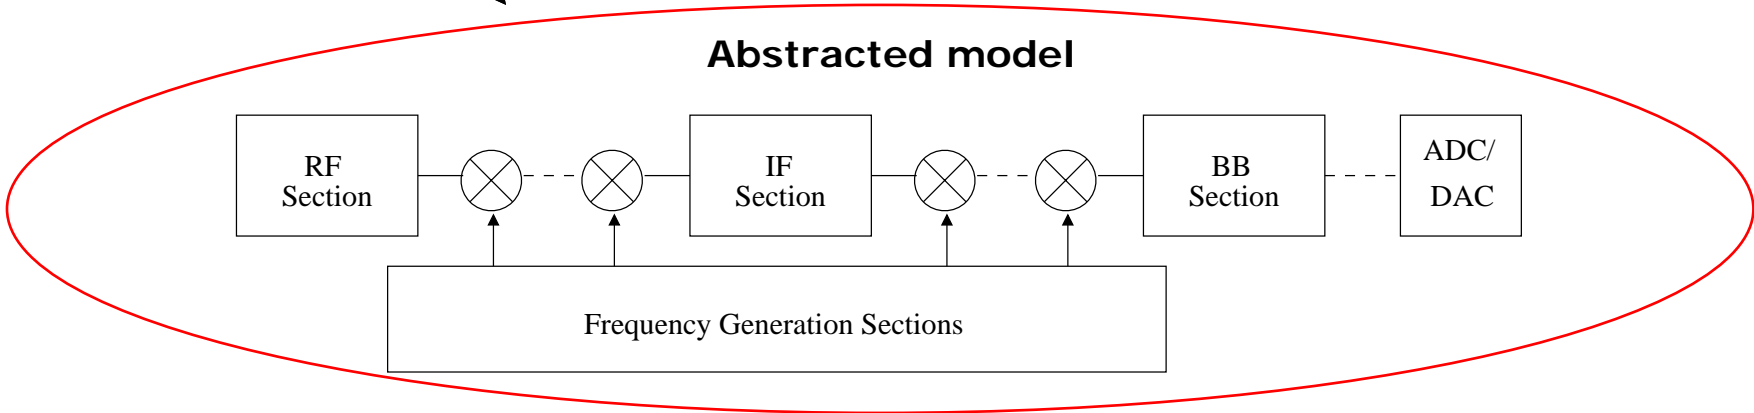 Abstracted model
RF
Section
IF
Section
BB
Section
ADC/
DAC
Frequency Generation Sections